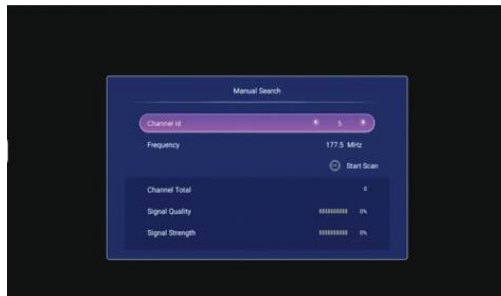 Manual Search
Channel Id 5
Frequency 177.5 MHz
Start Scan
Channel Total 0
Signal Quality 0%
Signal Strength 0%